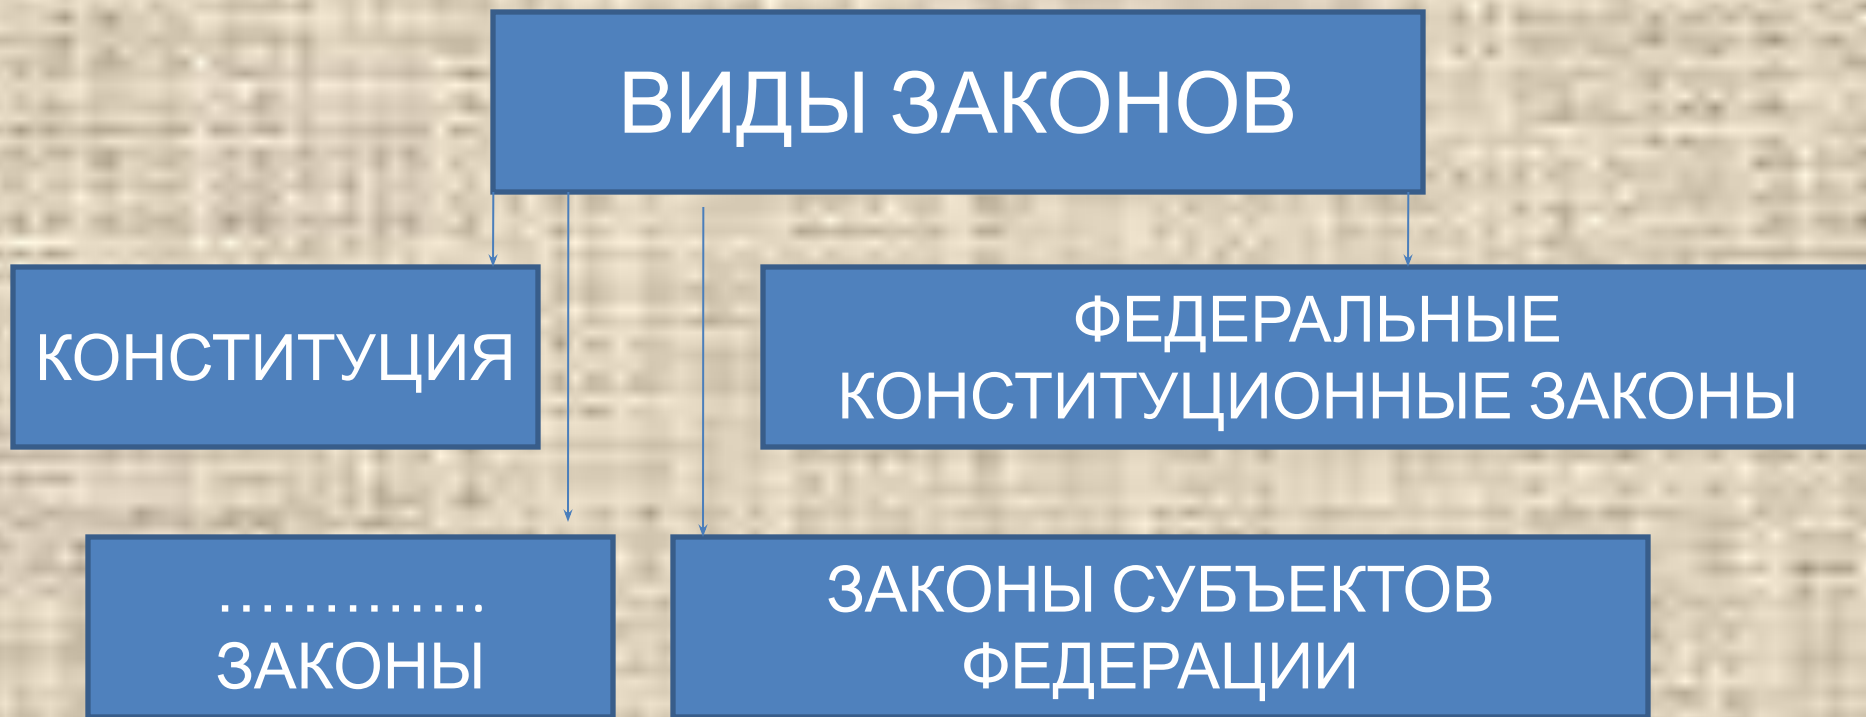 ВИДЫ ЗАКОНОВ
КОНСТИТУЦИЯ
ФЕДЕРАЛЬНЫЕ
КОНСТИТУЦИОННЫЕ ЗАКОНЫ
.............
ЗАКОНЫ
ЗАКОНЫ СУБЪЕКТОВ
ФЕДЕРАЦИИ